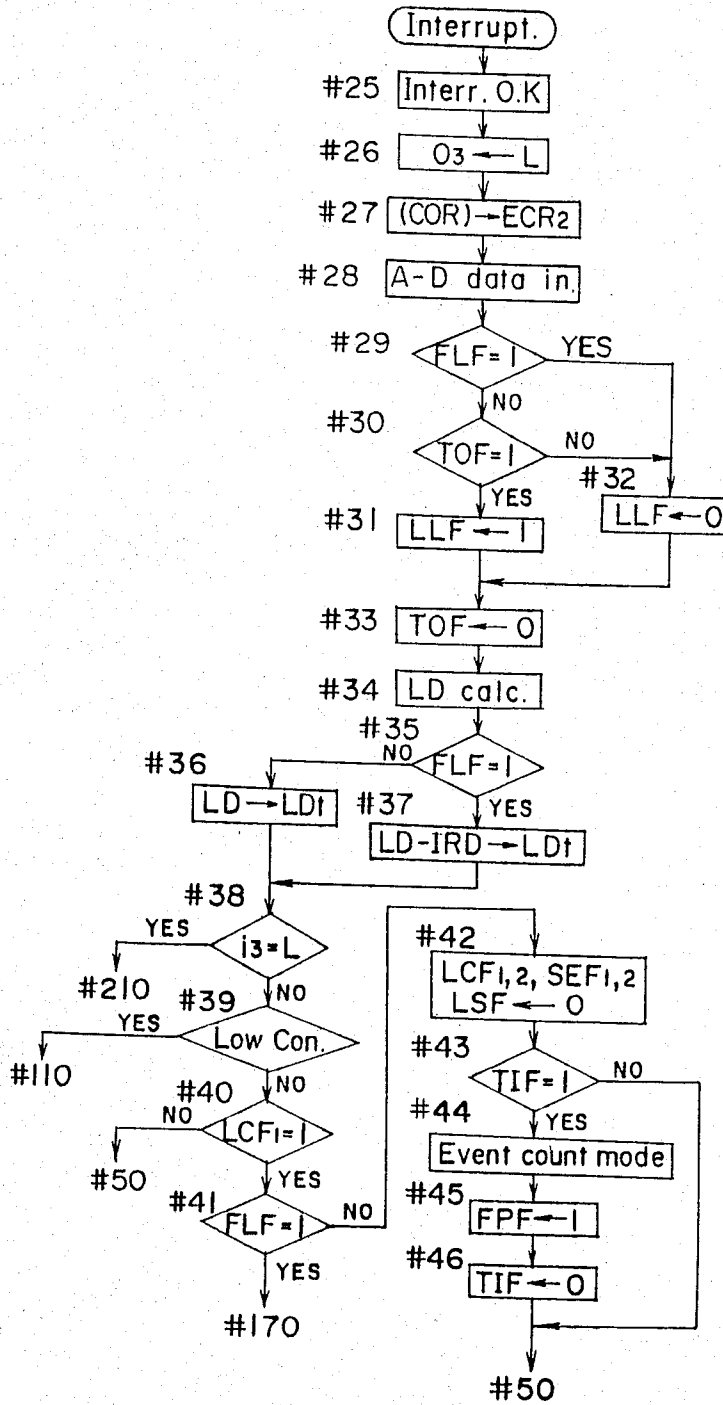 Interrupt.
#25 Interr. O.K
#26 O3 ← L
#27 (COR)→ECR2
#28 A-D data in.
#29 FLF=1 YES
NO
#30 TOF=1 NO
YES
#31 LLF ← 1
#32 LLF ← 0
#33 TOF ← 0
#34 LD calc.
#35 FLF=1
NO
YES
#36 LD→LDt
#37 LD-IRD→LDt
#38 i3=L
YES
#210
NO
#39 Low Con.
YES
#110
NO
#40 LCF1=1
NO
#50
YES
#41 FLF=1 NO
YES
#170
#42 LCF1,2, SEF1,2
LSF ← 0
#43 TIF=1 NO
YES
#44 Event count mode
#45 FPF←1
#46 TIF←0
#50